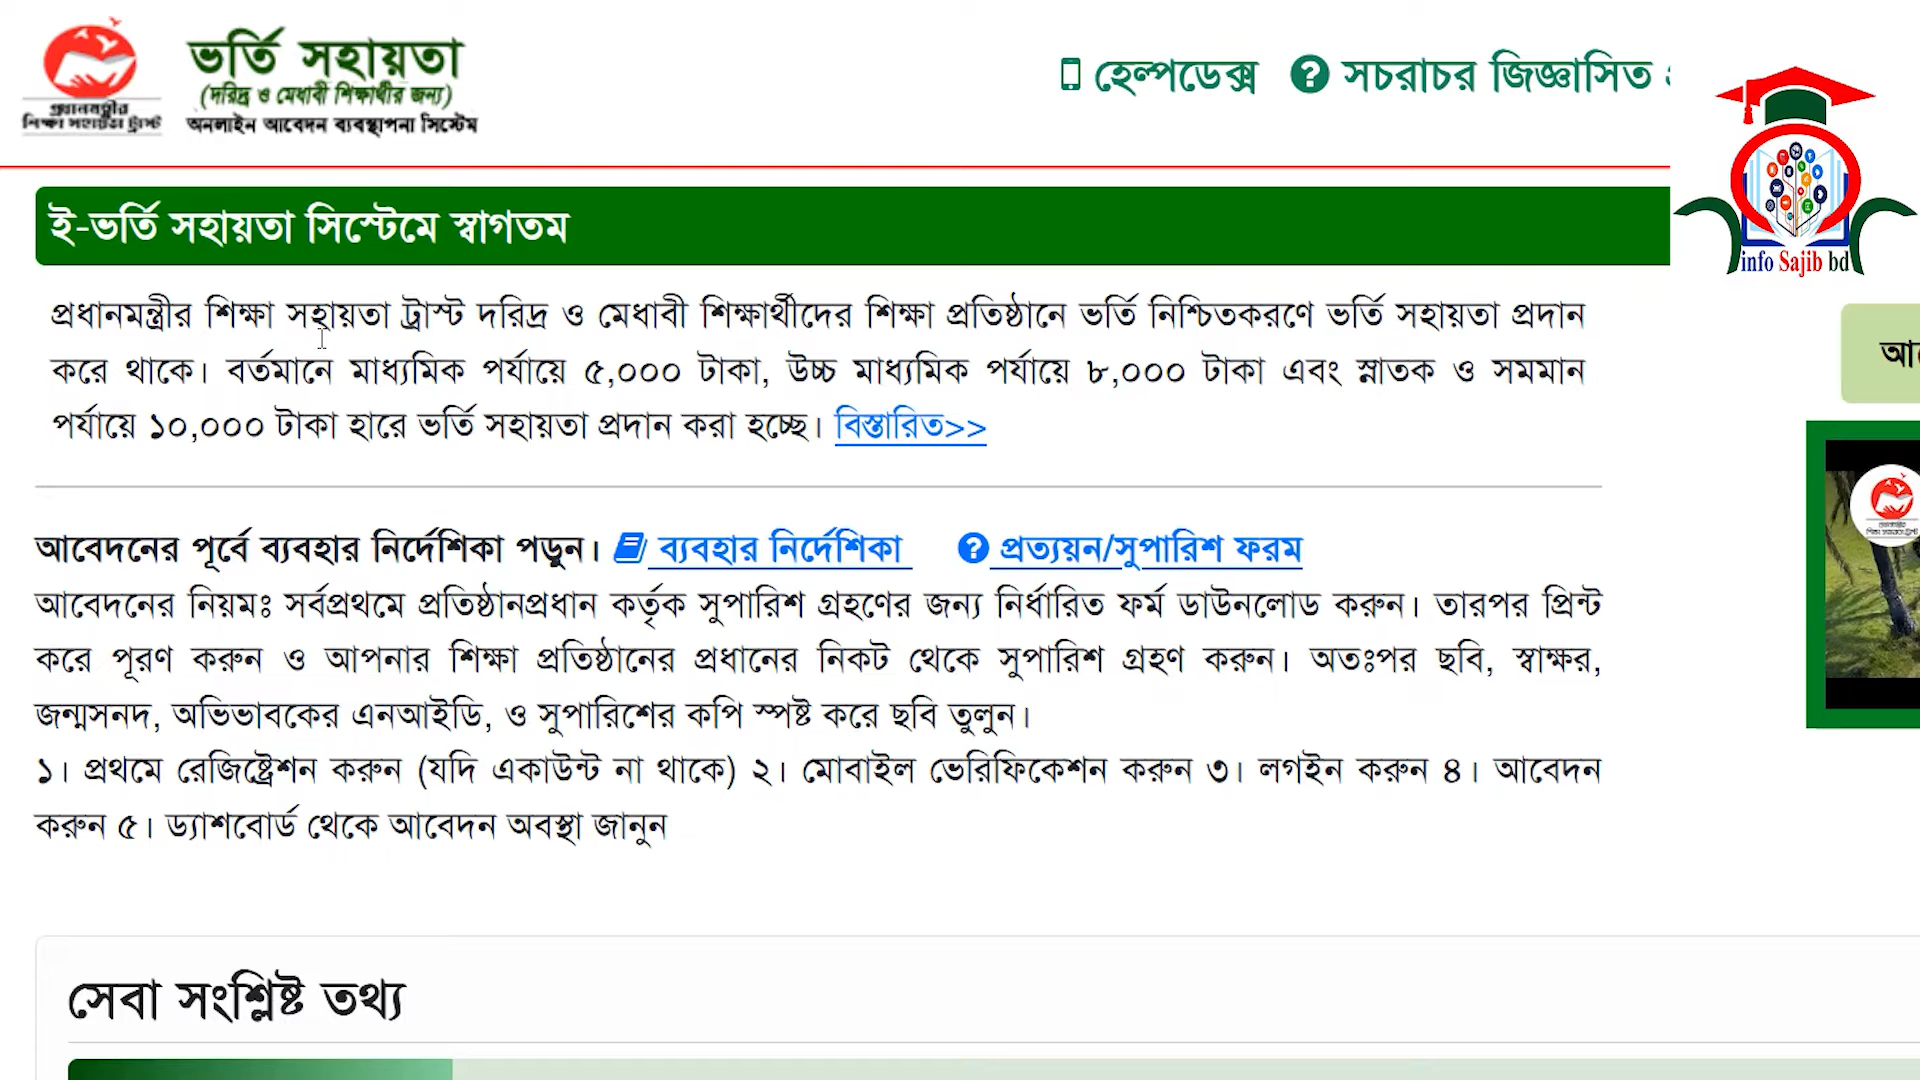 ভর্তি সহায়তা
(দরিদ্র ও মেধাবী শিক্ষার্থীর জন্য)
অনলাইন আবেদন ব্যবস্থাপনা সিস্টেম
প্রধানমন্ত্রীর
শিক্ষা সহায়তা ট্রাস্ট
হেল্পডেক্স
সচরাচর জিজ্ঞাসিত
info Sajib bd
ই-ভর্তি সহায়তা সিস্টেমে স্বাগতম
প্রধানমন্ত্রীর শিক্ষা সহায়তা ট্রাস্ট দরিদ্র ও মেধাবী শিক্ষার্থীদের শিক্ষা প্রতিষ্ঠানে ভর্তি নিশ্চিতকরণে ভর্তি সহায়তা প্রদান
করে থাকে। বর্তমানে মাধ্যমিক পর্যায়ে ৫,০০০ টাকা, উচ্চ মাধ্যমিক পর্যায়ে ৮,০০০ টাকা এবং স্নাতক ও সমমান
পর্যায়ে ১০,০০০ টাকা হারে ভর্তি সহায়তা প্রদান করা হচ্ছে। বিস্তারিত>>
আবেদনের পূর্বে ব্যবহার নির্দেশিকা পড়ুন। ব্যবহার নির্দেশিকা প্রত্যয়ন/সুপারিশ ফরম
আবেদনের নিয়মঃ সর্বপ্রথমে প্রতিষ্ঠানপ্রধান কর্তৃক সুপারিশ গ্রহণের জন্য নির্ধারিত ফর্ম ডাউনলোড করুন। তারপর প্রিন্ট
করে পূরণ করুন ও আপনার শিক্ষা প্রতিষ্ঠানের প্রধানের নিকট থেকে সুপারিশ গ্রহণ করুন। অতঃপর ছবি, স্বাক্ষর,
জন্মসনদ, অভিভাবকের এনআইডি, ও সুপারিশের কপি স্পষ্ট করে ছবি তুলুন।
১। প্রথমে রেজিষ্ট্রেশন করুন (যদি একাউন্ট না থাকে) ২। মোবাইল ভেরিফিকেশন করুন ৩। লগইন করুন ৪। আবেদন
করুন ৫। ড্যাশবোর্ড থেকে আবেদন অবস্থা জানুন
সেবা সংশ্লিষ্ট তথ্য